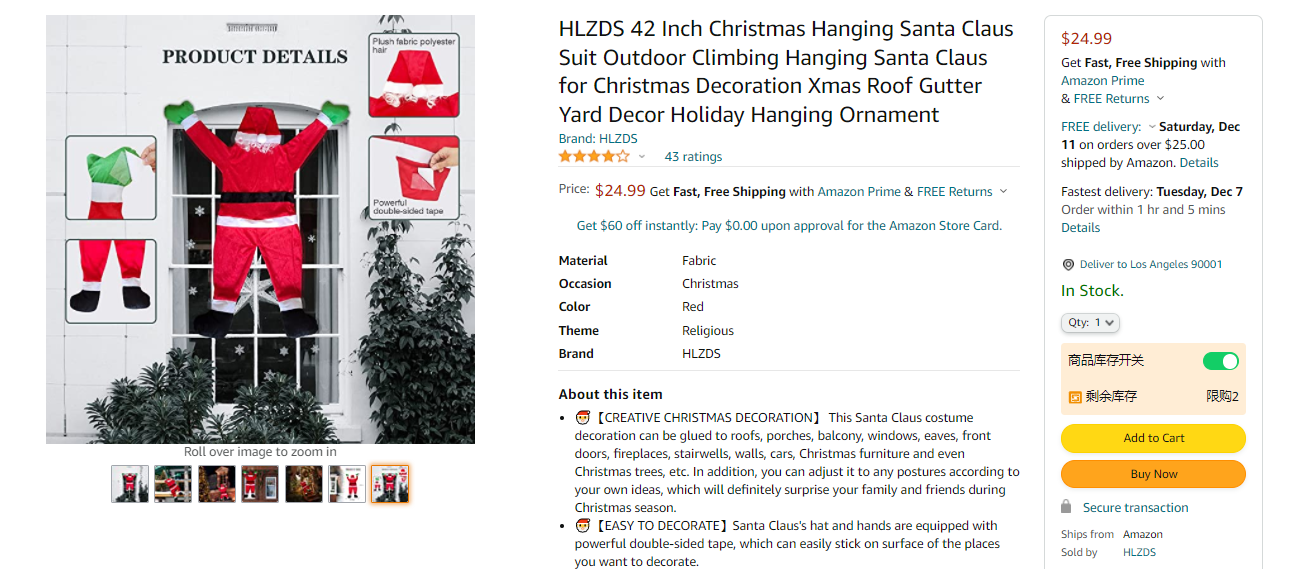 PRODUCT DETAILS
Plush fabric polyester
hair
Powerful
double-sided tape
Roll over image to zoom in
HLZDS 42 Inch Christmas Hanging Santa Claus
Suit Outdoor Climbing Hanging Santa Claus
for Christmas Decoration Xmas Roof Gutter
Yard Decor Holiday Hanging Ornament
Brand: HLZDS
43 ratings
Price: $24.99 Get Fast, Free Shipping with Amazon Prime & FREE Returns
Get $60 off instantly: Pay $0.00 upon approval for the Amazon Store Card.
Material Fabric
Occasion Christmas
Color Red
Theme Religious
Brand HLZDS
About this item
【CREATIVE CHRISTMAS DECORATION】 This Santa Claus costume
decoration can be glued to roofs, porches, balcony, windows, eaves, front
doors, fireplaces, stairwells, walls, cars, Christmas furniture and even
Christmas trees, etc. In addition, you can adjust it to any postures according to
your own ideas, which will definitely surprise your family and friends during
Christmas season.
【EASY TO DECORATE】Santa Claus's hat and hands are equipped with
powerful double-sided tape, which can easily stick on surface of the places
you want to decorate.
$24.99
Get Fast, Free Shipping with
Amazon Prime
& FREE Returns
FREE delivery: Saturday, Dec
11 on orders over $25.00
shipped by Amazon. Details
Fastest delivery: Tuesday, Dec 7
Order within 1 hr and 5 mins
Details
Deliver to Los Angeles 90001
In Stock.
Qty: 1
商品库存开关
剩余库存 限购2
Add to Cart
Buy Now
Secure transaction
Ships from Amazon
Sold by HLZDS